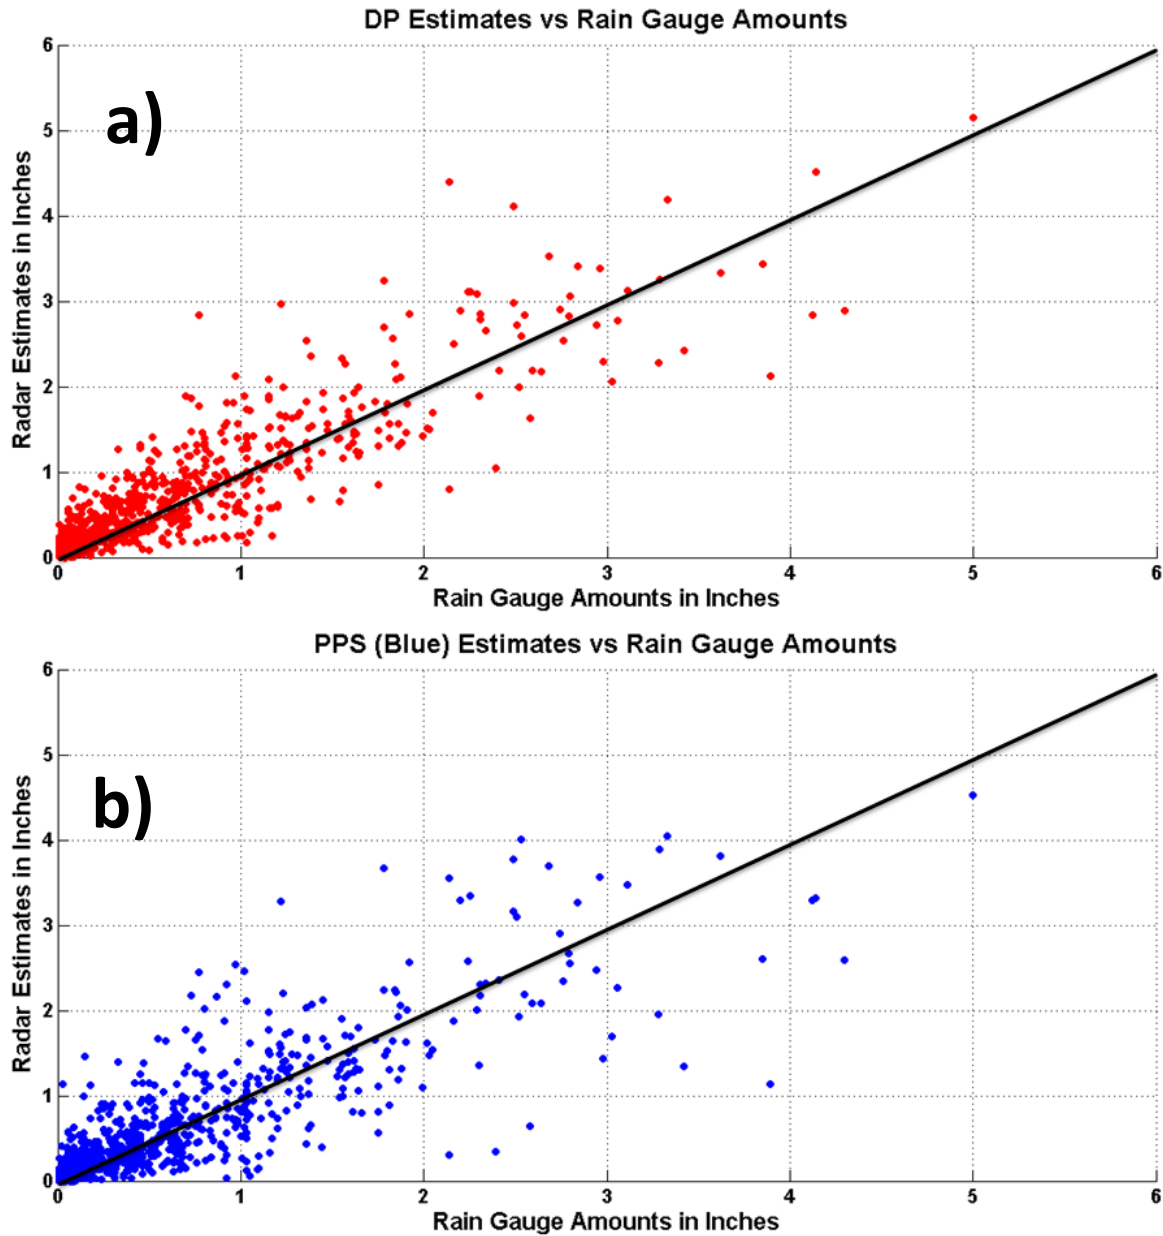 DP Estimates vs Rain Gauge Amounts
a)
Radar Estimates in Inches
6
5
4
3
2
1
0
0 1 2 3 4 5 6
Rain Gauge Amounts in Inches
PPS (Blue) Estimates vs Rain Gauge Amounts
b)
Radar Estimates in Inches
6
5
4
3
2
1
0
0 1 2 3 4 5 6
Rain Gauge Amounts in Inches